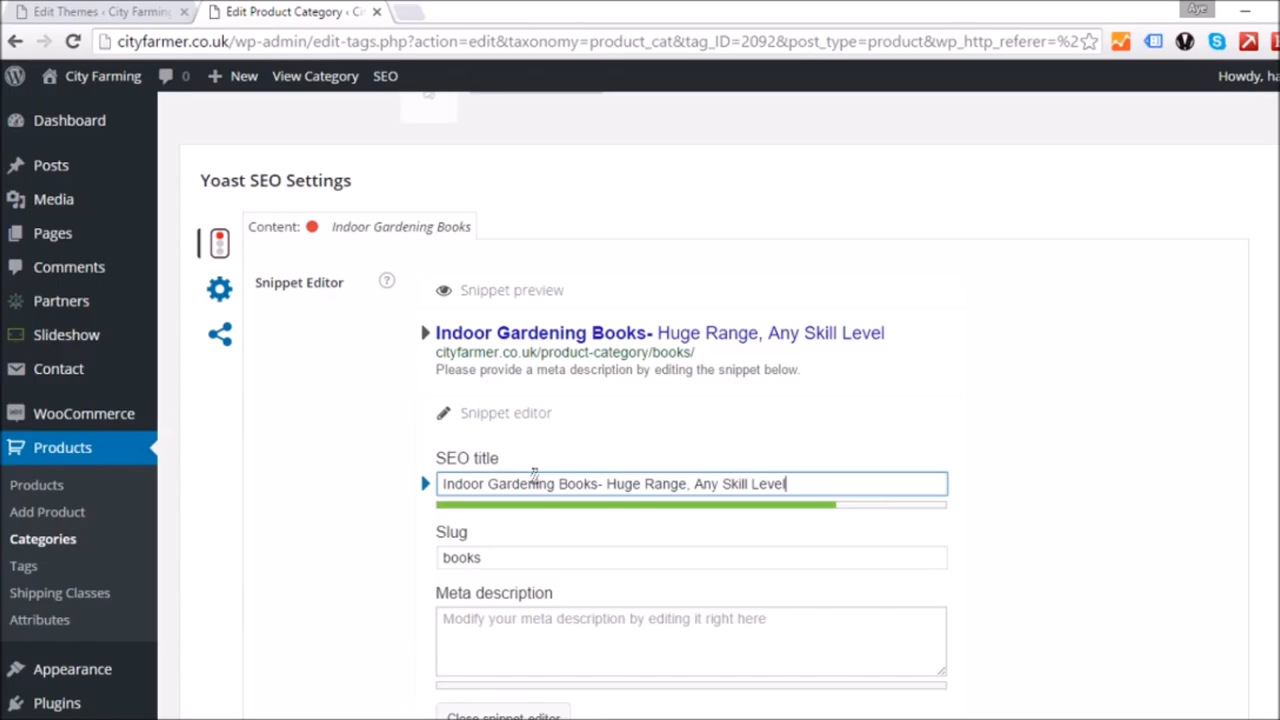 Edit Themes ‹ City Farming
Edit Product Category ‹ Ci
Aye
cityfarmer.co.uk/wp-admin/edit-tags.php?action=edit&taxonomy=product_cat&tag_ID=2092&post_type=product&wp_http_referer=%2
City Farming
0
New
View Category
SEO
Howdy, ha
Dashboard
Posts
Media
Pages
Comments
Partners
Slideshow
Contact
WooCommerce
Products
Products
Add Product
Categories
Tags
Shipping Classes
Attributes
Appearance
Plugins
Yoast SEO Settings
Content: Indoor Gardening Books
Snippet Editor
?
Snippet preview
Indoor Gardening Books- Huge Range, Any Skill Level
cityfarmer.co.uk/product-category/books/
Please provide a meta description by editing the snippet below.
Snippet editor
SEO title
Indoor Gardening Books- Huge Range, Any Skill Level
Slug
books
Meta description
Modify your meta description by editing it right here
Close snippet editor